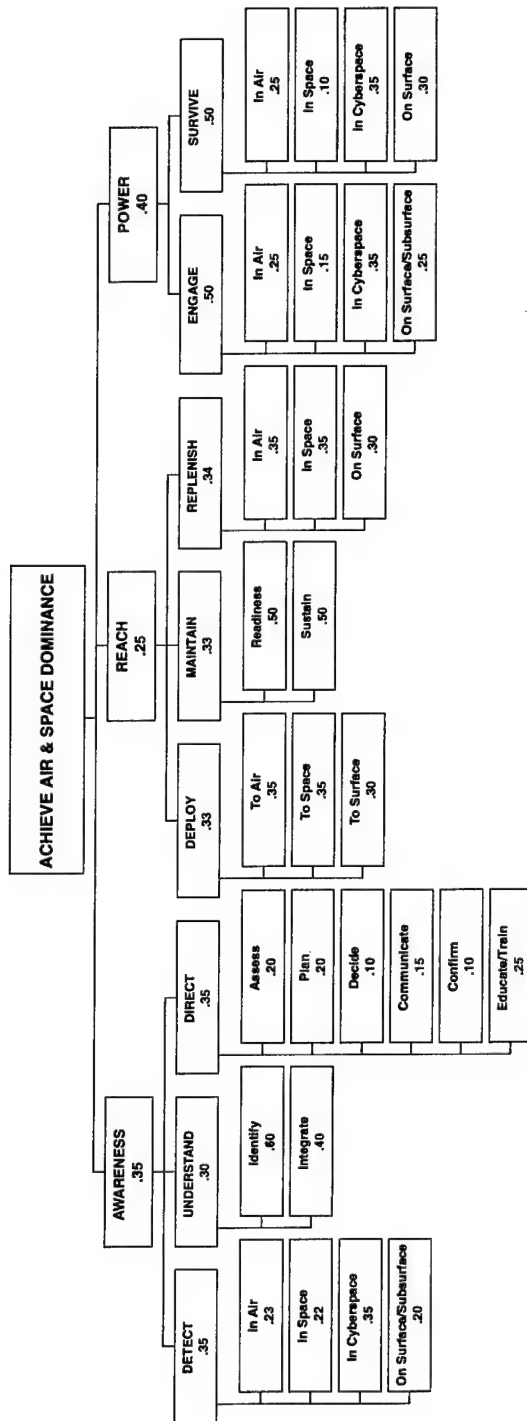 ACHIEVE AIR & SPACE DOMINANCE
AWARENESS
.35
REACH
.25
POWER
.40
DETECT
.35
UNDERSTAND
.30
DIRECT
.35
DEPLOY
.33
MAINTAIN
.33
REPLENISH
.34
ENGAGE
.50
SURVIVE
.50
In Air
.23
In Space
.22
In Cyberspace
.35
On Surface/Subsurface
.20
Identify
.60
Integrate
.40
Assess
.20
Plan
.20
Decide
.10
Communicate
.15
Confirm
.10
Educate/Train
.25
To Air
.35
To Space
.35
To Surface
.30
Readiness
.50
Sustain
.50
In Air
.35
In Space
.35
On Surface
.30
In Air
.25
In Space
.15
In Cyberspace
.35
On Surface/Subsurface
.25
In Air
.25
In Space
.10
In Cyberspace
.35
On Surface
.30